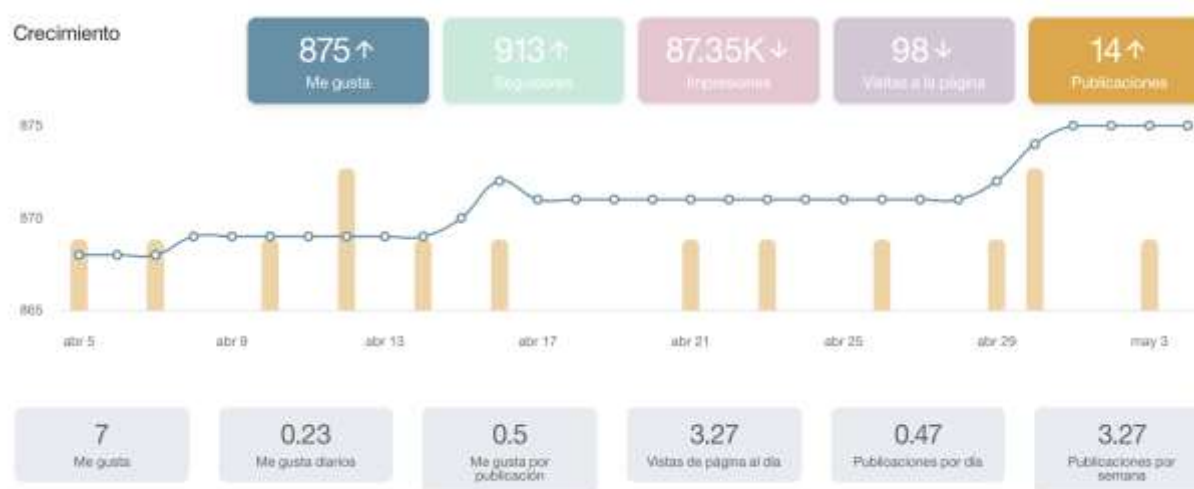 Crecimiento
875↑
Me gusta
913↑
Seguidores
87.35K↓
Impresiones
98↓
Visitas a la página
14↑
Publicaciones
875
870
865
abr 5
abr 9
abr 13
abr 17
abr 21
abr 25
abr 29
may 3
7
Me gusta
0.23
Me gusta diarios
0.5
Me gusta por
publicación
3.27
Vistas de página al día
0.47
Publicaciones por día
3.27
Publicaciones por
semana